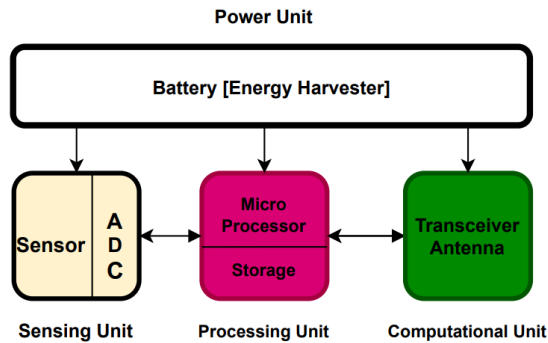 Power Unit
Battery [Energy Harvester]
Sensor
A
D
C
Micro
Processor
Storage
Transceiver
Antenna
Sensing Unit
Processing Unit
Computational Unit